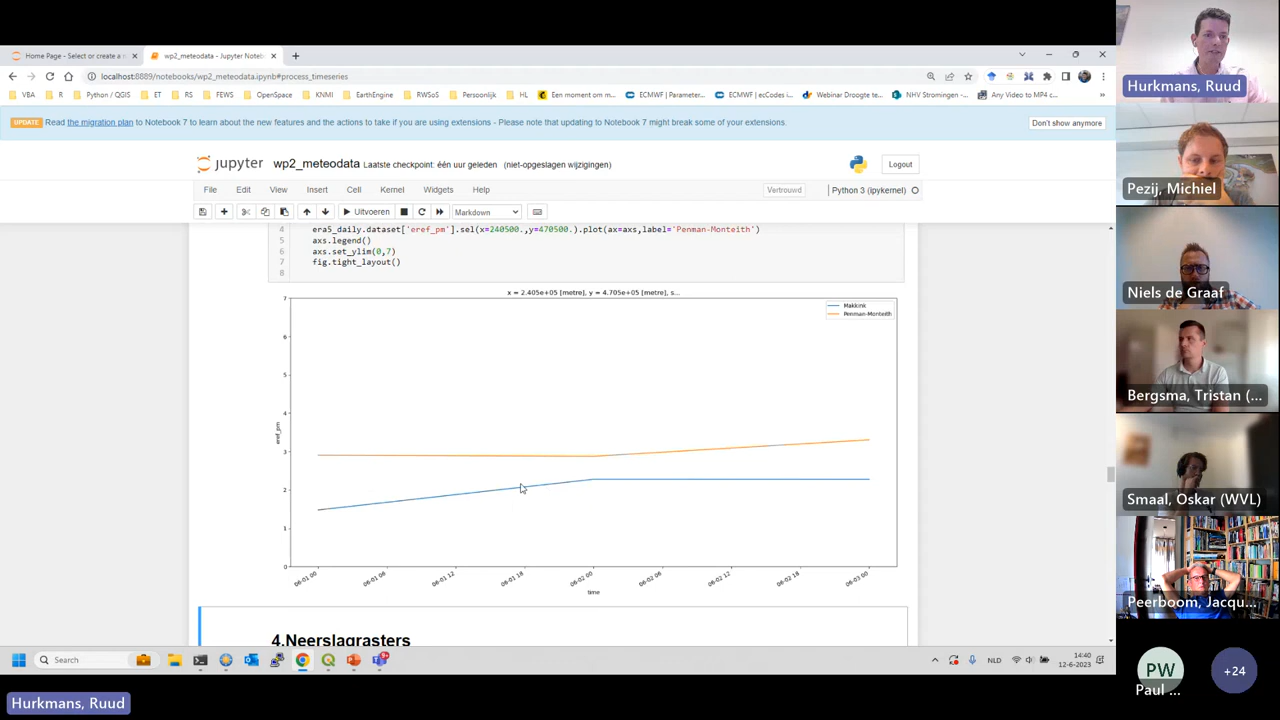 Home Page - Select or create a n
wp2_meteodata - Jupyter Noteb
localhost:8889/notebooks/wp2_meteodata.ipynb#process_timeseries
VBA R Python / QGIS ET RS FEWS OpenSpace KNMI EarthEngine RWSoS Persoonlijk HL Een moment om m... ECMWF | Parameter... ECMWF | ecCodes i... Webinar Droogte te... NHV Stromingen -... Any Video to MP4 c...
UPDATE Read the migration plan to Notebook 7 to learn about the new features and the actions to take if you are using extensions - Please note that updating to Notebook 7 might break some of your extensions.
Don't show anymore
jupyter wp2_meteodata Laatste checkpoint: één uur geleden (niet-opgeslagen wijzigingen)
Logout
File Edit View Insert Cell Kernel Widgets Help
Vertrouwd Python 3 (ipykernel)
Uitvoeren Markdown
4 era5_daily.dataset['eref_pm'].sel(x=240500.,y=470500.).plot(ax=axs,label='Penman-Monteith')
5 axs.legend()
6 axs.set_ylim(0,7)
7 fig.tight_layout()
8
x = 2.405e+05 [metre], y = 4.705e+05 [metre], s...
Makkink
Penman-Monteith
7
6
5
4
3
2
1
0
eref_pm
06-01 00 06-01 06 06-01 12 06-01 18 06-02 00 06-02 06 06-02 12 06-02 18 06-03 00
time
4.Neerslagrasters
Search
9+
NLD
14:40
12-6-2023
Hurkmans, Ruud
Hurkmans, Ruud
Pezij, Michiel
Niels de Graaf
Bergsma, Tristan (...
Smaal, Oskar (WVL)
Peerboom, Jacqu...
PW
Paul ...
+24